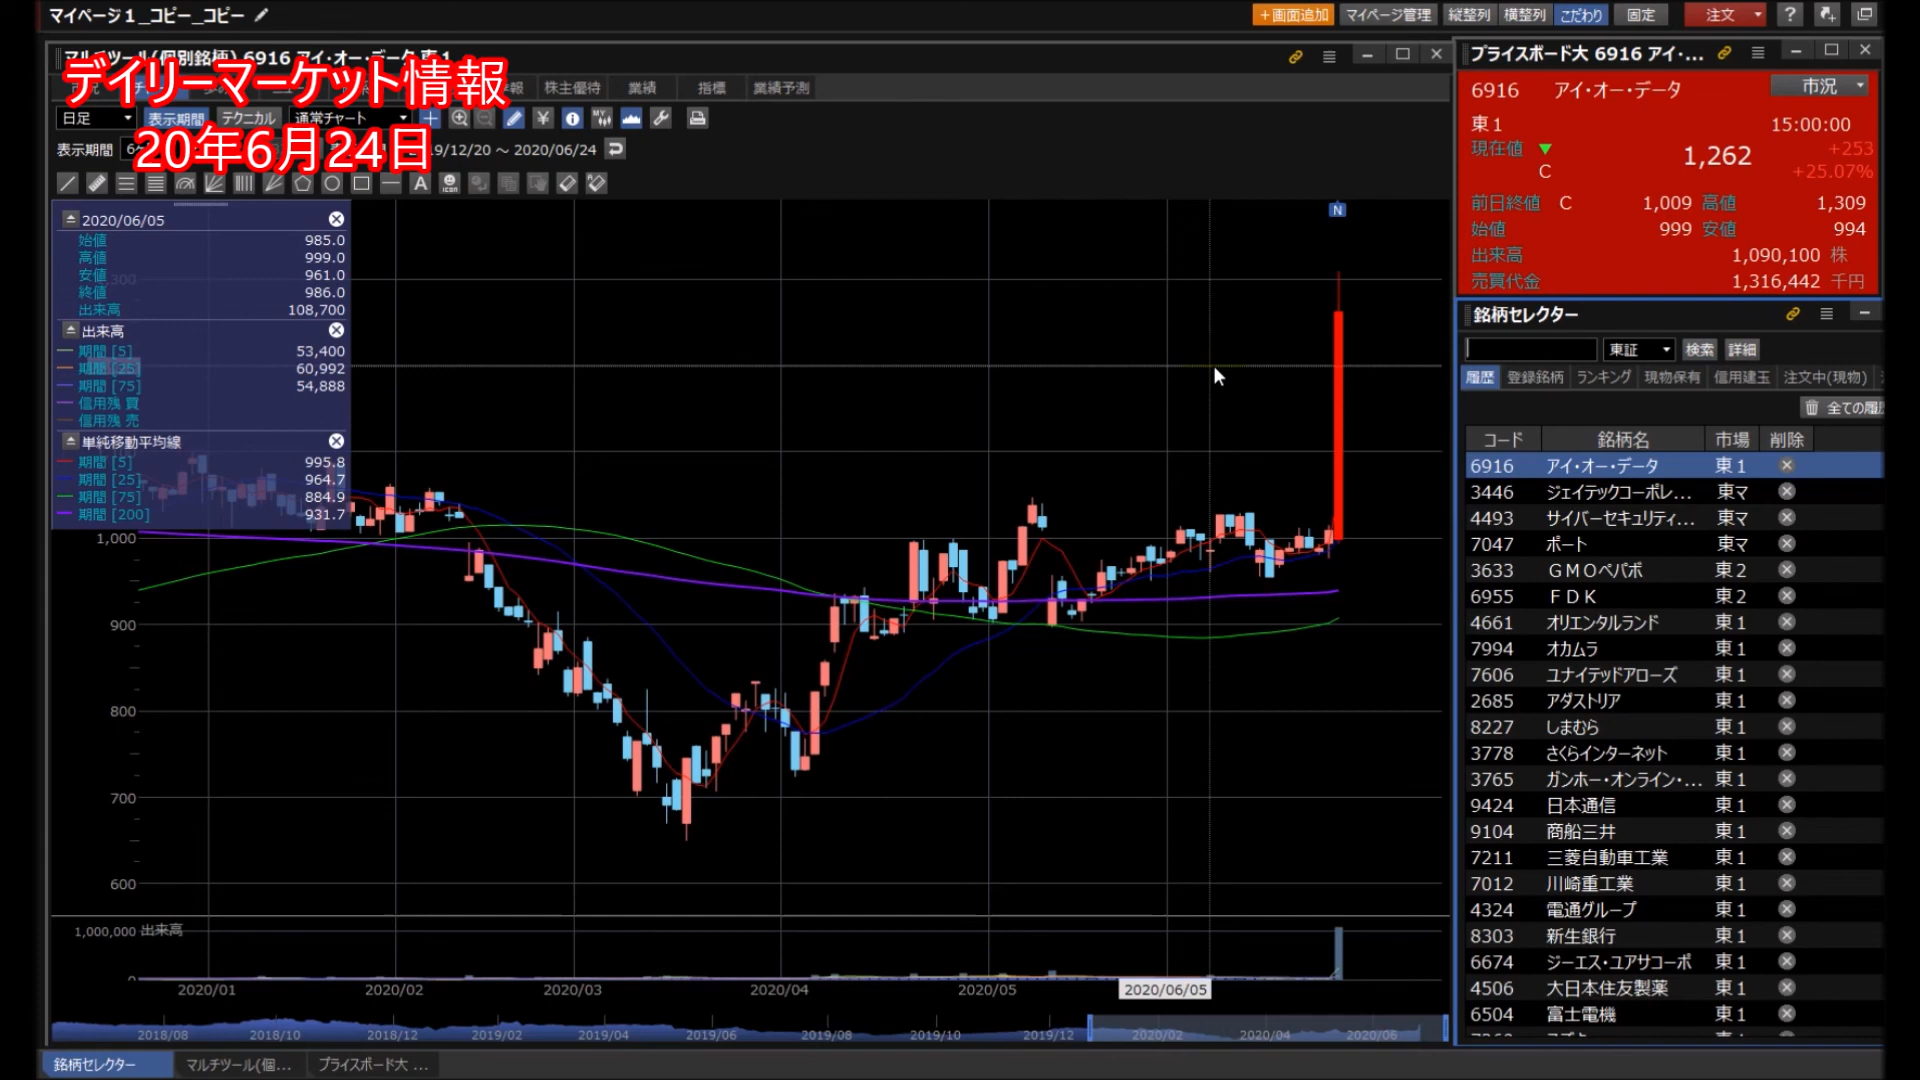 マイページ1_コピー_コピー
+画面追加 マイページ管理 縦整列 横整列 こだわり 固定 注文 ?
マルチツール(個別銘柄) 6916 アイ・オー・データ 東1
デイリーマーケット情報
株主優待 業績 指標 業績予測
日足 表示期間 テクニカル 通常チャート
20年6月24日
表示期間 19/12/20 ～ 2020/06/24
2020/06/05
始値 985.0
高値 999.0
安値 961.0
終値 986.0
出来高 108,700
出来高
期間 [5] 53,400
期間 [25] 60,992
期間 [75] 54,888
信用残 買
信用残 売
単純移動平均線
期間 [5] 995.8
期間 [25] 964.7
期間 [75] 884.9
期間 [200] 931.7
N
1,000
900
800
700
600
1,000,000 出来高
0
2020/01 2020/02 2020/03 2020/04 2020/05 2020/06/05
2018/08 2018/10 2018/12 2019/02 2019/04 2019/06 2019/08 2019/10 2019/12 2020/02 2020/04 2020/06
銘柄セレクター マルチツール(個... プライスボード大 ...
プライスボード大 6916 アイ・...
6916 アイ・オー・データ 市況
東1 15:00:00
現在値 ▼ 1,262 +253
C +25.07%
前日終値 C 1,009 高値 1,309
始値 999 安値 994
出来高 1,090,100 株
売買代金 1,316,442 千円
銘柄セレクター
東証 検索 詳細
履歴 登録銘柄 ランキング 現物保有 信用建玉 注文中(現物)
全ての履
コード 銘柄名 市場 削除
6916 アイ・オー・データ 東1
3446 ジェイテックコーポレ... 東マ
4493 サイバーセキュリティ... 東マ
7047 ポート 東マ
3633 GMOペパボ 東2
6955 FDK 東2
4661 オリエンタルランド 東1
7994 オカムラ 東1
7606 ユナイテッドアローズ 東1
2685 アダストリア 東1
8227 しまむら 東1
3778 さくらインターネット 東1
3765 ガンホー・オンライン・... 東1
9424 日本通信 東1
9104 商船三井 東1
7211 三菱自動車工業 東1
7012 川崎重工業 東1
4324 電通グループ 東1
8303 新生銀行 東1
6674 ジーエス・ユアサコーポ 東1
4506 大日本住友製薬 東1
6504 富士電機 東1